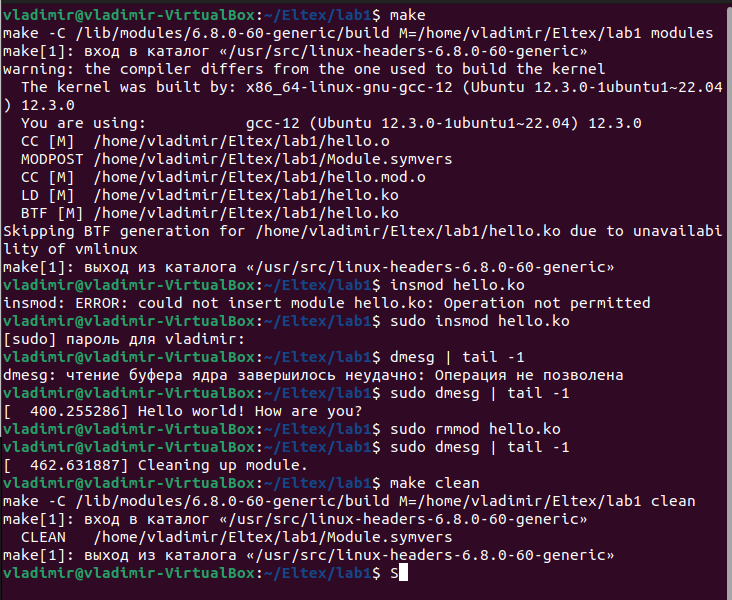 vladimir@vladimir-VirtualBox:~/Eltex/lab1$ make
make -C /lib/modules/6.8.0-60-generic/build M=/home/vladimir/Eltex/lab1 modules
make[1]: вход в каталог «/usr/src/linux-headers-6.8.0-60-generic»
warning: the compiler differs from the one used to build the kernel
  The kernel was built by: x86_64-linux-gnu-gcc-12 (Ubuntu 12.3.0-1ubuntu1~22.04
) 12.3.0
  You are using:           gcc-12 (Ubuntu 12.3.0-1ubuntu1~22.04) 12.3.0
  CC [M]  /home/vladimir/Eltex/lab1/hello.o
  MODPOST /home/vladimir/Eltex/lab1/Module.symvers
  CC [M]  /home/vladimir/Eltex/lab1/hello.mod.o
  LD [M]  /home/vladimir/Eltex/lab1/hello.ko
  BTF [M] /home/vladimir/Eltex/lab1/hello.ko
Skipping BTF generation for /home/vladimir/Eltex/lab1/hello.ko due to unavailabi
lity of vmlinux
make[1]: выход из каталога «/usr/src/linux-headers-6.8.0-60-generic»
vladimir@vladimir-VirtualBox:~/Eltex/lab1$ insmod hello.ko
insmod: ERROR: could not insert module hello.ko: Operation not permitted
vladimir@vladimir-VirtualBox:~/Eltex/lab1$ sudo insmod hello.ko
[sudo] пароль для vladimir:
vladimir@vladimir-VirtualBox:~/Eltex/lab1$ dmesg | tail -1
dmesg: чтение буфера ядра завершилось неудачно: Операция не позволена
vladimir@vladimir-VirtualBox:~/Eltex/lab1$ sudo dmesg | tail -1
[  400.255286] Hello world! How are you?
vladimir@vladimir-VirtualBox:~/Eltex/lab1$ sudo rmmod hello.ko
vladimir@vladimir-VirtualBox:~/Eltex/lab1$ sudo dmesg | tail -1
[  462.631887] Cleaning up module.
vladimir@vladimir-VirtualBox:~/Eltex/lab1$ make clean
make -C /lib/modules/6.8.0-60-generic/build M=/home/vladimir/Eltex/lab1 clean
make[1]: вход в каталог «/usr/src/linux-headers-6.8.0-60-generic»
  CLEAN   /home/vladimir/Eltex/lab1/Module.symvers
make[1]: выход из каталога «/usr/src/linux-headers-6.8.0-60-generic»
vladimir@vladimir-VirtualBox:~/Eltex/lab1$ S